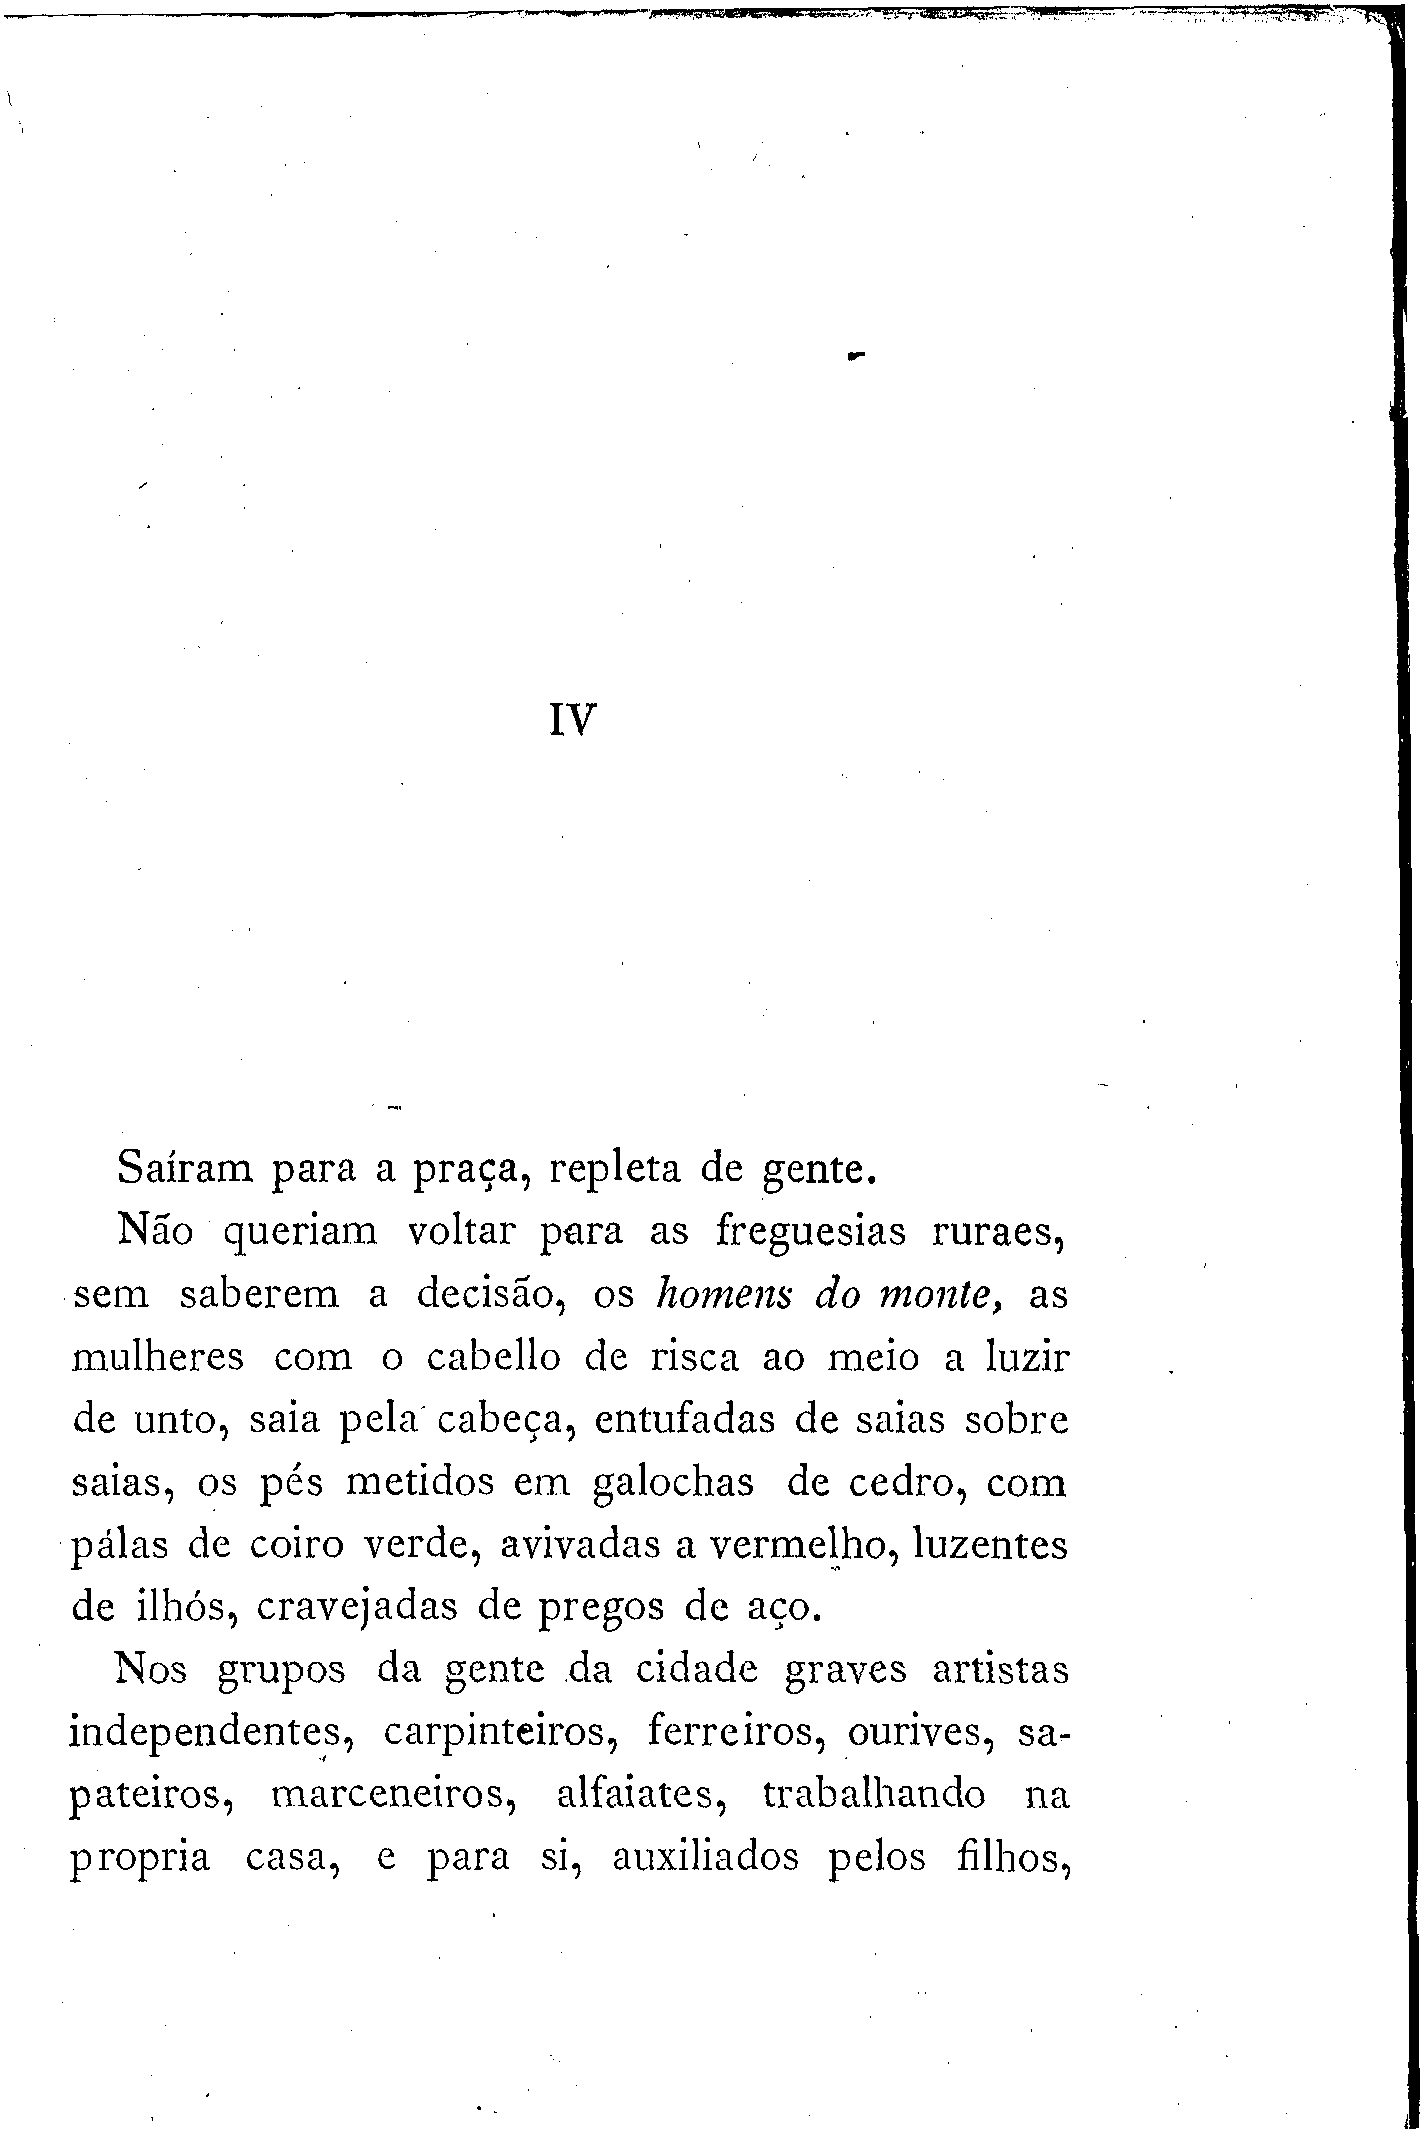 IV
Saíram para a praça, repleta de gente.
Não queriam voltar para as freguesias ruraes,
sem saberem a decisão, os homens do monte, as
mulheres com o cabello de risca ao meio a luzir
de unto, saia pela cabeça, entufadas de saias sobre
saias, os pés metidos em galochas de cedro, com
pálas de coiro verde, avivadas a vermelho, luzentes
de ilhós, cravejadas de pregos de aço.
Nos grupos da gente da cidade graves artistas
independentes, carpinteiros, ferreiros, ourives, sa-
pateiros, marceneiros, alfaiates, trabalhando na
propria casa, e para si, auxiliados pelos filhos,